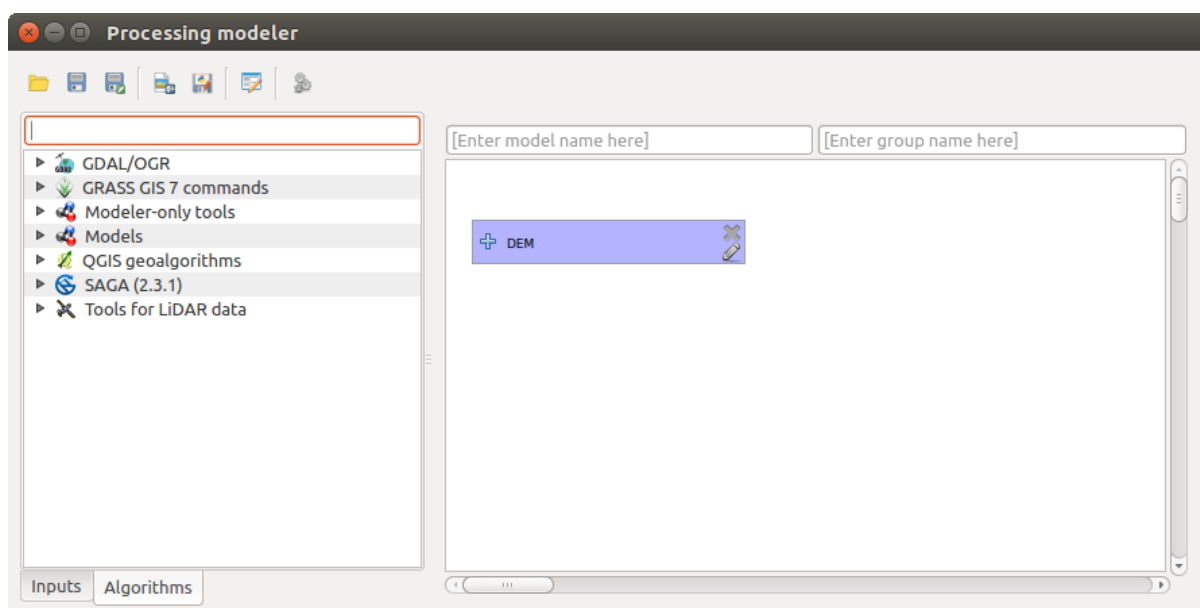 Processing modeler
[Enter model name here]
[Enter group name here]
GDAL/OGR
GRASS GIS 7 commands
Modeler-only tools
Models
QGIS geoalgorithms
SAGA (2.3.1)
Tools for LiDAR data
DEM
Inputs
Algorithms